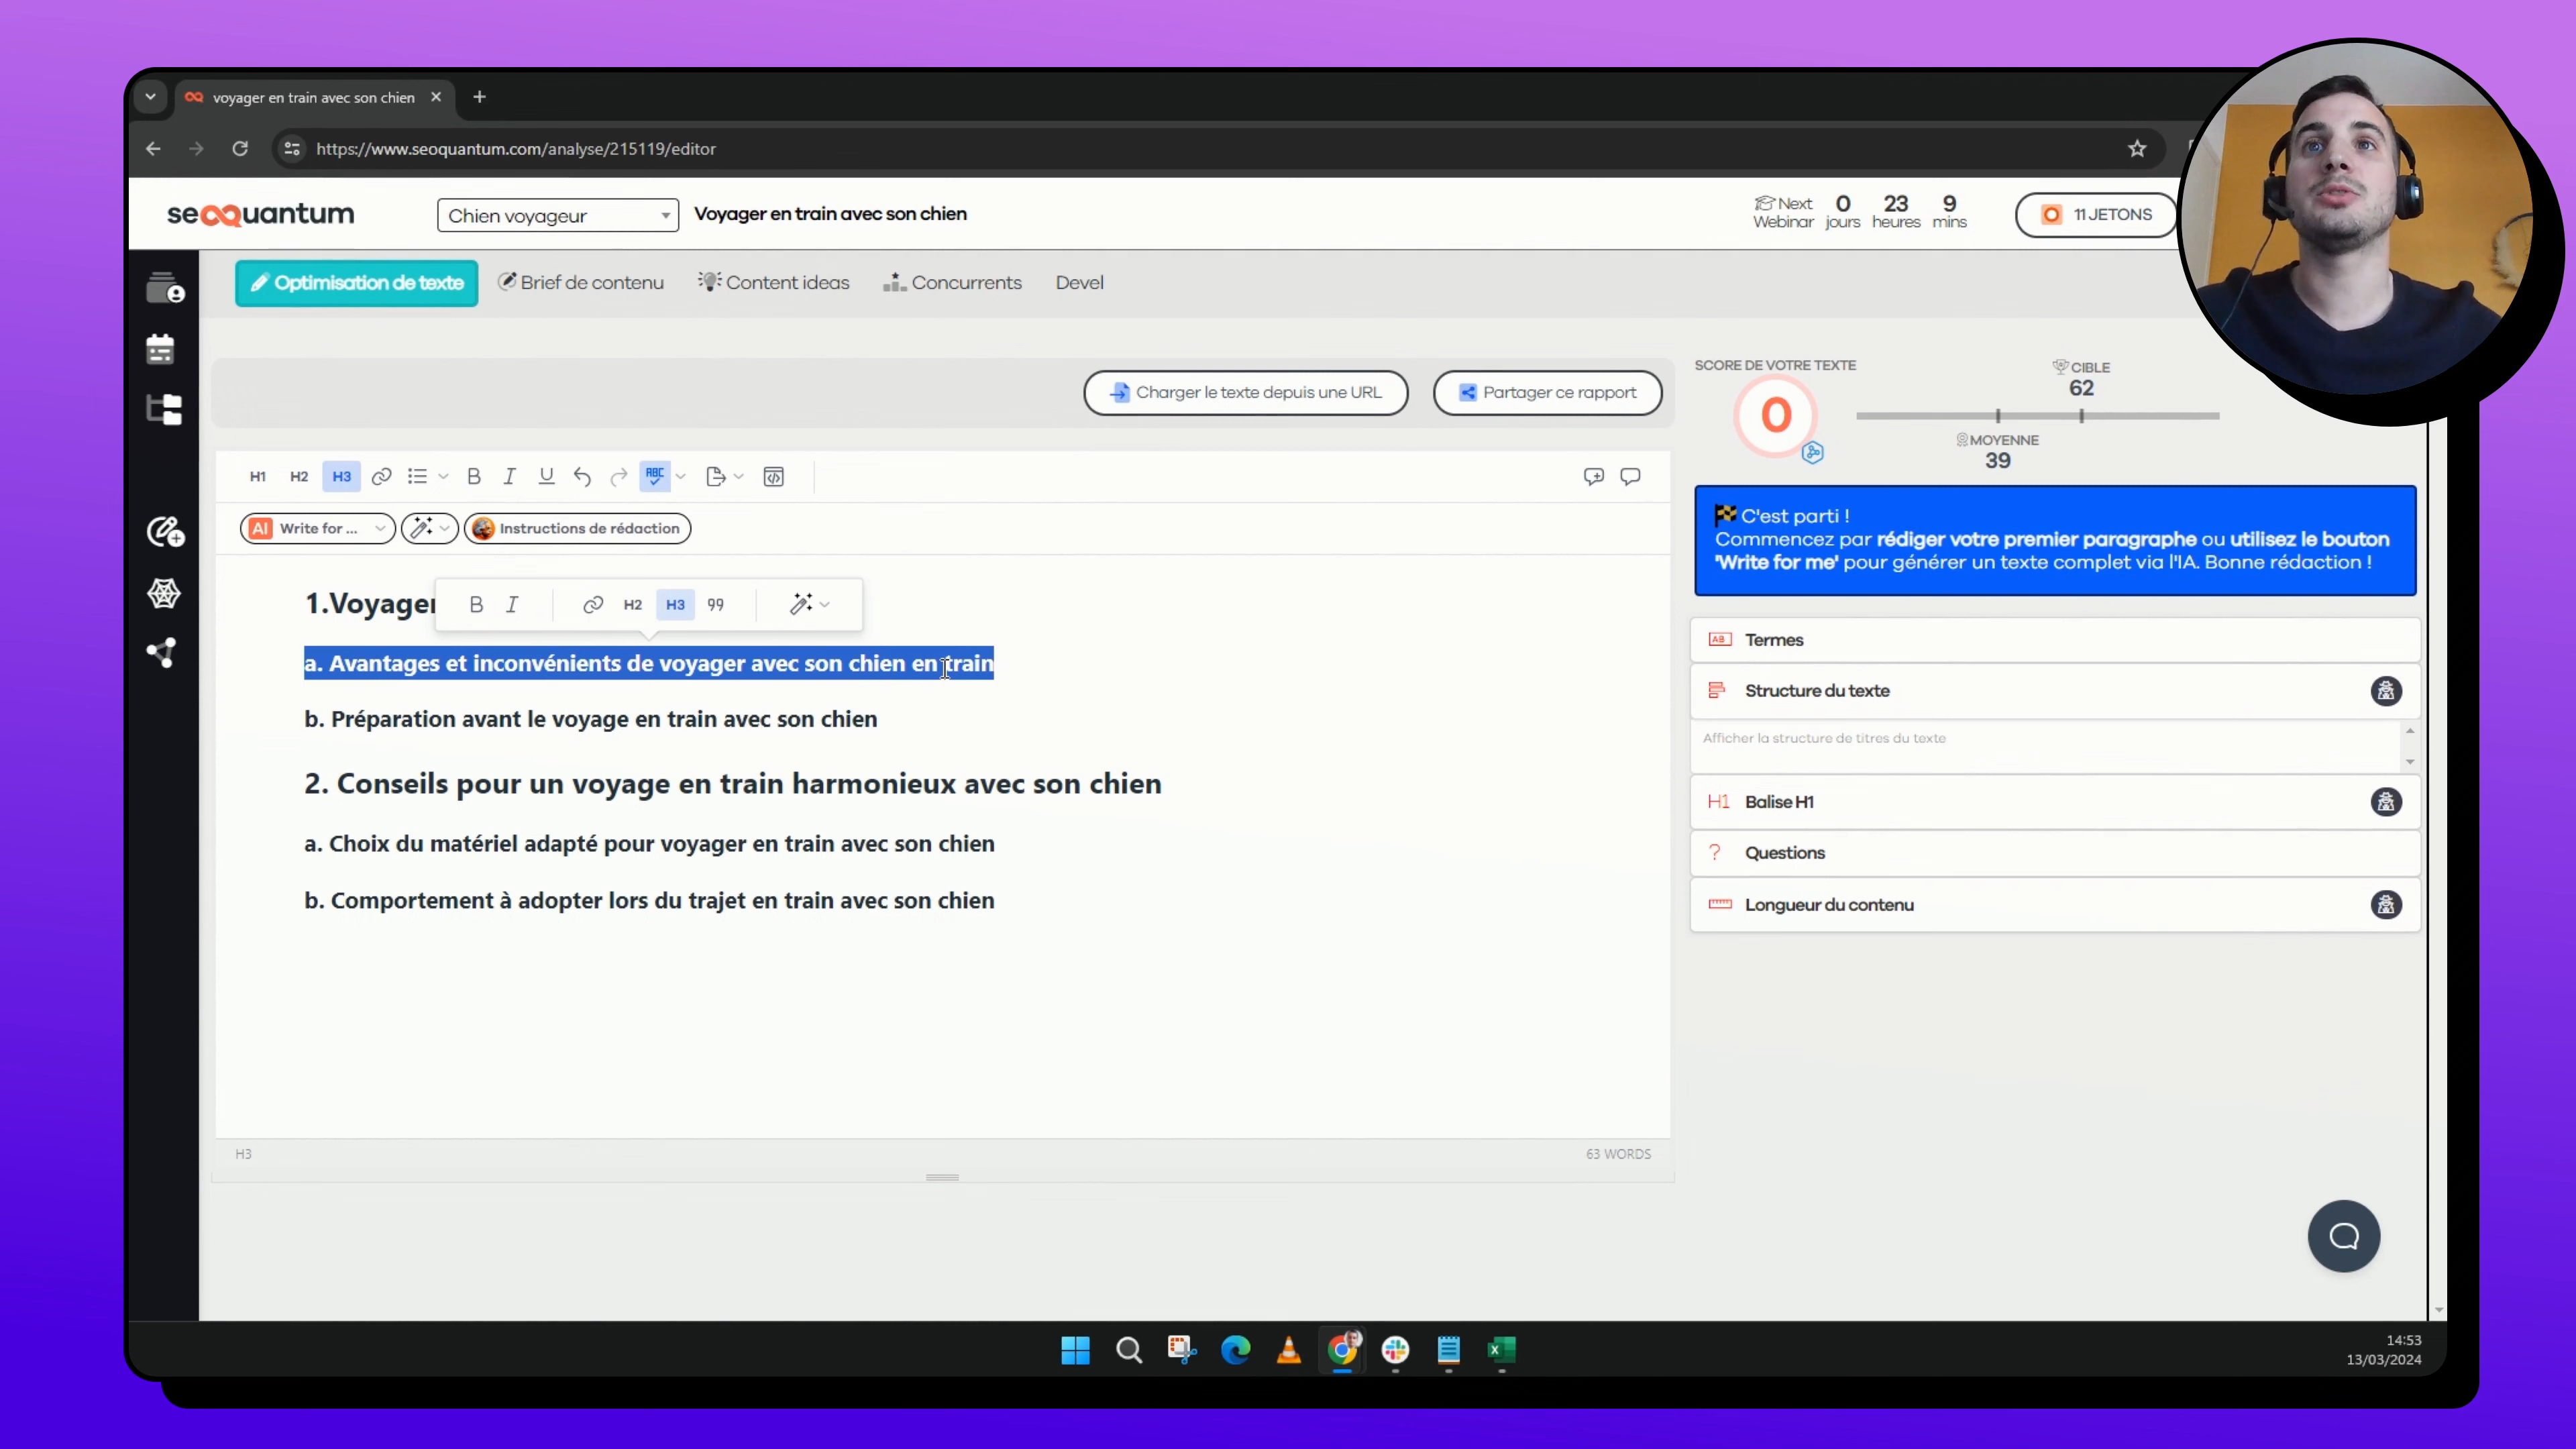 voyager en train avec son chien
https://www.seoquantum.com/analyse/215119/editor
seoquantum
Chien voyageur
Voyager en train avec son chien
Next Webinar
0 jours
23 heures
9 mins
11 JETONS
Optimisation de texte
Brief de contenu
Content ideas
Concurrents
Devel
Charger le texte depuis une URL
Partager ce rapport
SCORE DE VOTRE TEXTE
0
CIBLE
62
MOYENNE
39
H1 H2 H3 B I U ABC
AI Write for ...
Instructions de rédaction
C'est parti !
Commencez par rédiger votre premier paragraphe ou utilisez le bouton
'Write for me' pour générer un texte complet via l'IA. Bonne rédaction !
1.Voyager
B I H2 H3 99
a. Avantages et inconvénients de voyager avec son chien en train
b. Préparation avant le voyage en train avec son chien
2. Conseils pour un voyage en train harmonieux avec son chien
a. Choix du matériel adapté pour voyager en train avec son chien
b. Comportement à adopter lors du trajet en train avec son chien
H3
63 WORDS
AB Termes
Structure du texte
Afficher la structure de titres du texte
H1 Balise H1
? Questions
Longueur du contenu
14:53
13/03/2024